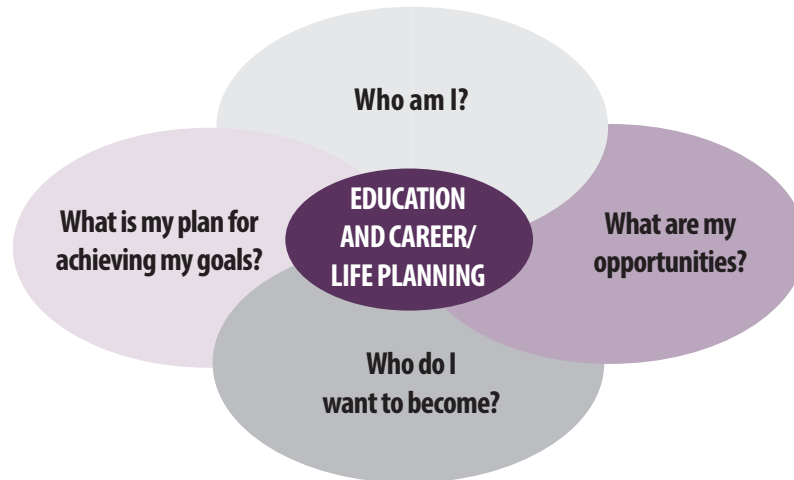 Who am I?
What is my plan for
achieving my goals?
EDUCATION
AND CAREER/
LIFE PLANNING
What are my
opportunities?
Who do I
want to become?